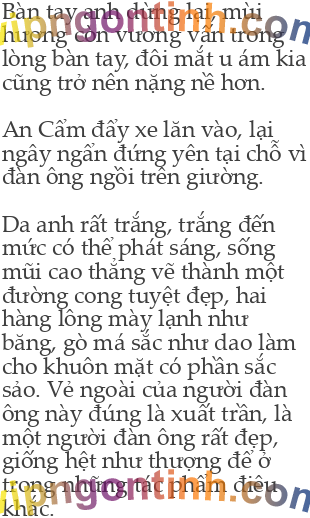 Bàn tay anh dừng lại, mùi
hương còn vương vấn trong
lòng bàn tay, đôi mắt u ám kia
cũng trở nên nặng nề hơn.
An Cẩm đẩy xe lăn vào, lại
ngây ngẩn đứng yên tại chỗ vì
đàn ông ngồi trên giường.
Da anh rất trắng, trắng đến
mức có thể phát sáng, sống
mũi cao thẳng vẽ thành một
đường cong tuyệt đẹp, hai
hàng lông mày lạnh như
băng, gò má sắc như dao làm
cho khuôn mặt có phần sắc
sảo. Vẻ ngoài của người đàn
ông này đúng là xuất trần, là
một người đàn ông rất đẹp,
giống hệt như thượng đế ở
trong những tác phẩm điêu
khắc.
vipngontinh.com
vipngontinh.com